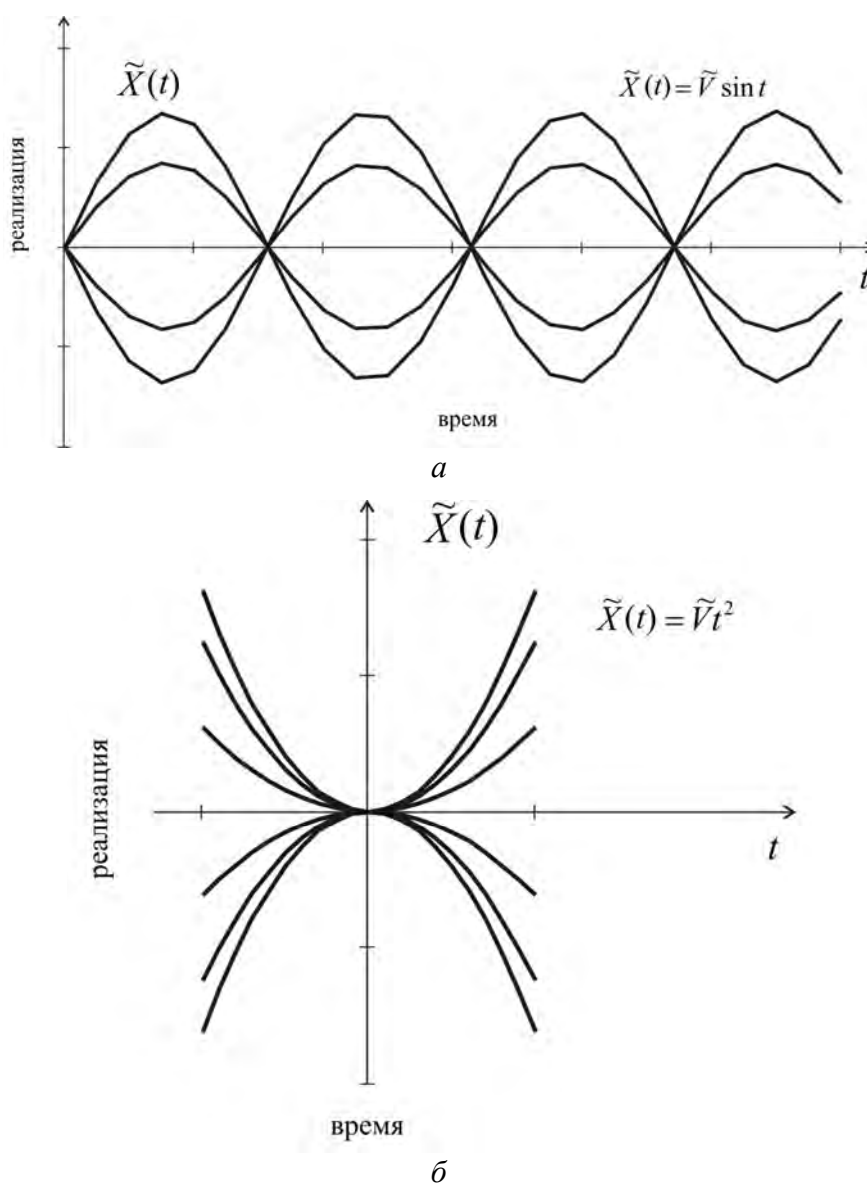 X̃(t)
X̃(t) = Ṽ sin t
реализация
t
время
а
X̃(t)
X̃(t) = Ṽt²
реализация
t
время
б